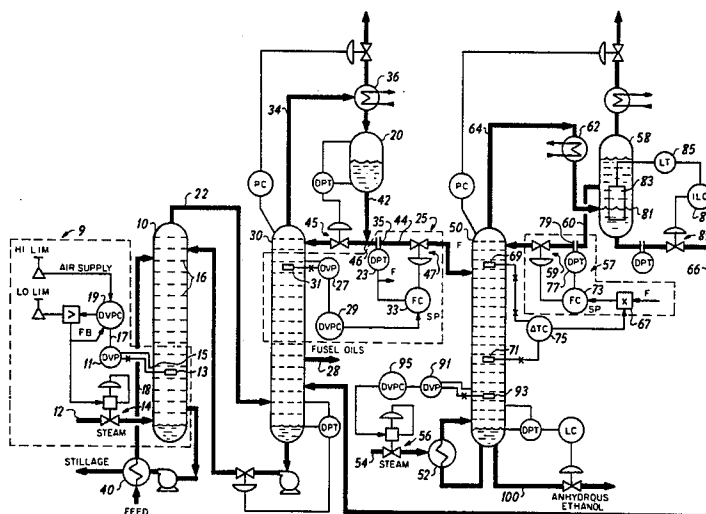 36
34
20
PC
DPT
42
22
10
30
45
46
35
44
25
23
DPT
47
F
31
DVP
27
29
DVPC
33
FC
SP
FUSEL OILS
28
DPT
9
HI LIM
AIR SUPPLY
LO LIM
19
DVPC
>
FB
17
11
DVP
15
13
16
18
12
14
STEAM
STILLAGE
40
FEED
64
62
58
85
LT
83
81
ILC
PC
50
F
69
79
60
59
DPT
57
77
73
FC
SP
X
F
67
66
DPT
ΔTC
75
71
95
DVPC
91
DVP
93
56
54
STEAM
52
DPT
LC
100
ANHYDROUS
ETHANOL